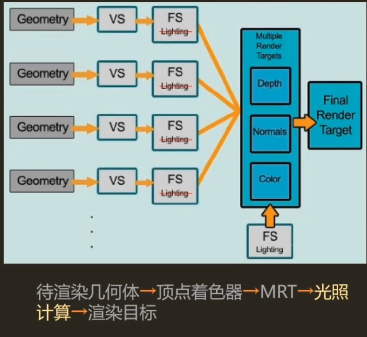 Geometry VS FS Lighting
Geometry VS FS Lighting
Geometry VS FS Lighting
Geometry VS FS Lighting
Multiple
Render
Targets
Depth
Normals
Color
Final
Render
Target
FS
Lighting
待渲染几何体→顶点着色器→MRT→光照
计算→渲染目标